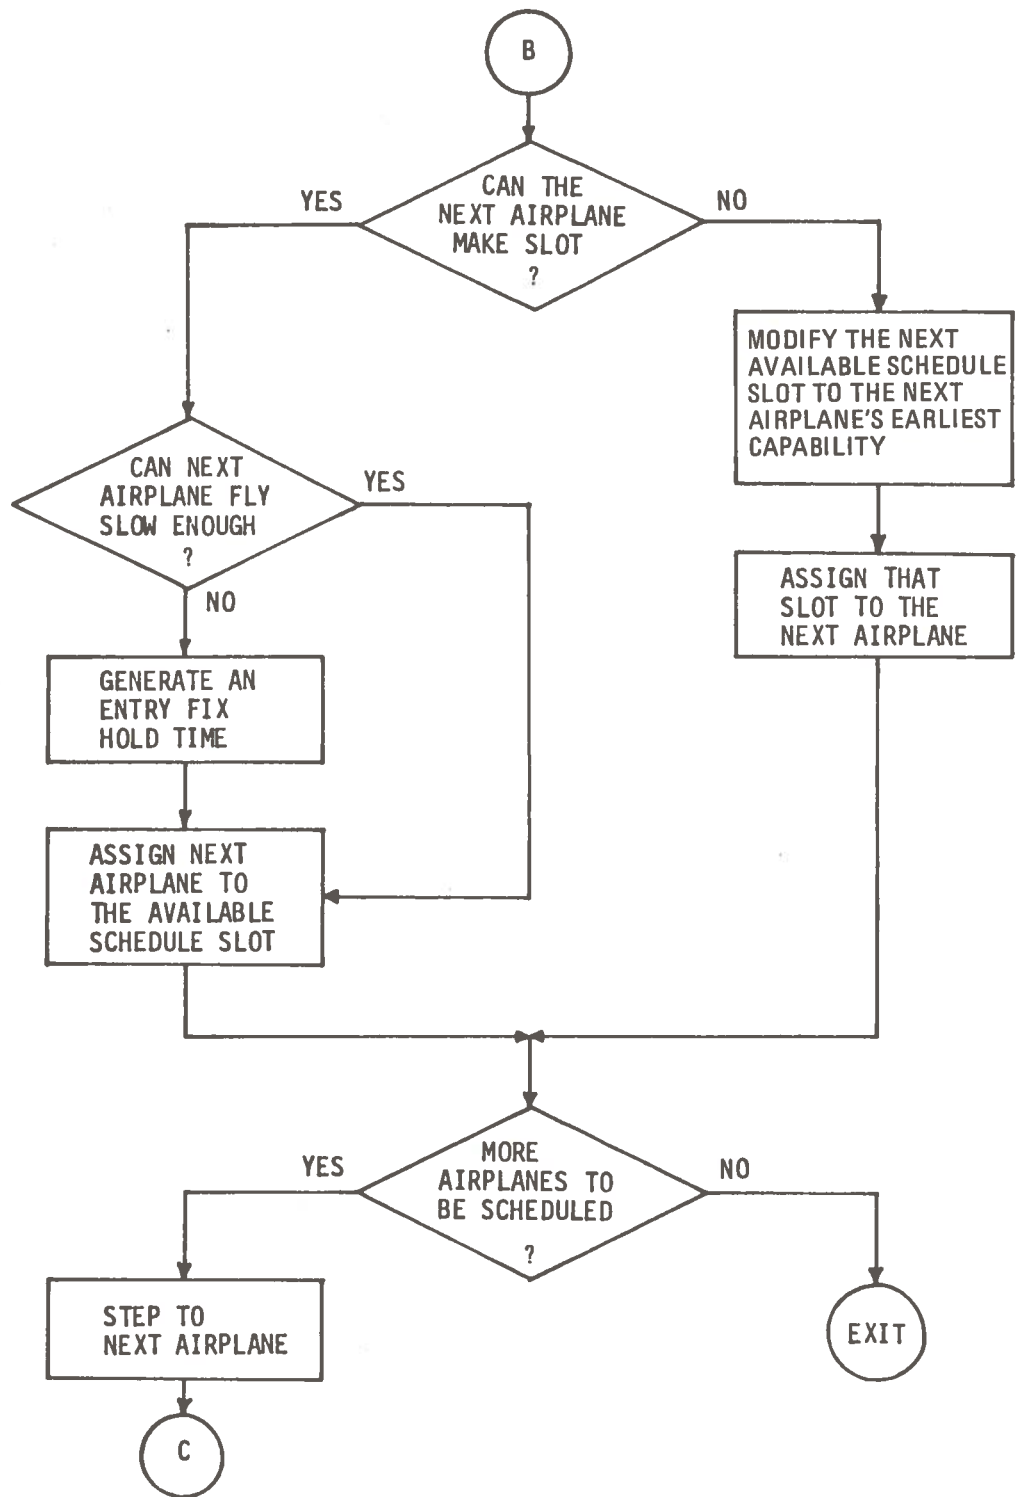 B
CAN THE
NEXT AIRPLANE
MAKE SLOT
?
YES
NO
MODIFY THE NEXT
AVAILABLE SCHEDULE
SLOT TO THE NEXT
AIRPLANE'S EARLIEST
CAPABILITY
ASSIGN THAT
SLOT TO THE
NEXT AIRPLANE
CAN NEXT
AIRPLANE FLY
SLOW ENOUGH
?
YES
NO
GENERATE AN
ENTRY FIX
HOLD TIME
ASSIGN NEXT
AIRPLANE TO
THE AVAILABLE
SCHEDULE SLOT
MORE
AIRPLANES TO
BE SCHEDULED
?
YES
NO
STEP TO
NEXT AIRPLANE
C
EXIT